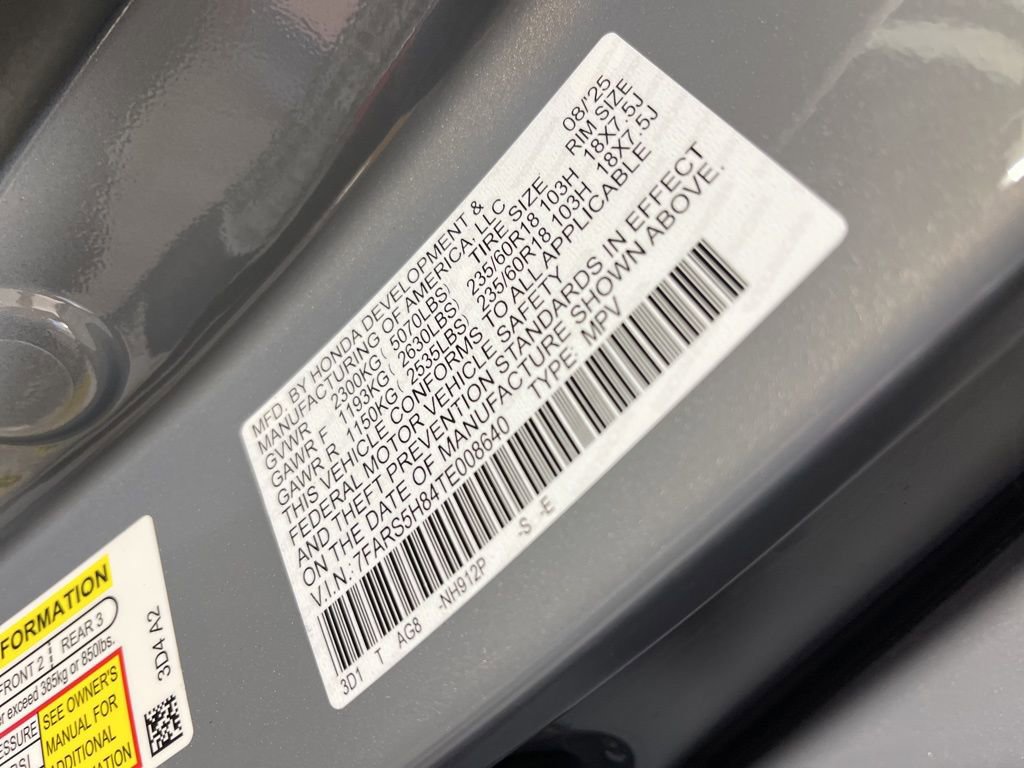 MFD. BY HONDA DEVELOPMENT &
MANUFACTURING OF AMERICA, LLC 08/'25
GVWR 2300KG ( 5070LBS) TIRE SIZE RIM SIZE
GAWR F 1193KG ( 2630LBS) 235/60R18 103H 18X7.5J
GAWR R 1150KG ( 2535LBS) 235/60R18 103H 18X7.5J
THIS VEHICLE CONFORMS TO ALL APPLICABLE
FEDERAL MOTOR VEHICLE SAFETY
AND THEFT PREVENTION STANDARDS IN EFFECT
ON THE DATE OF MANUFACTURE SHOWN ABOVE.
V.I.N. : 7FARS5H84TE008640 TYPE: MPV
3D1 T AG8 -NH912P -S -E
FORMATION
FRONT 2 REAR 3
exceed 385kg or 850lbs.
SEE OWNER'S
MANUAL FOR
ADDITIONAL
3D4 A2